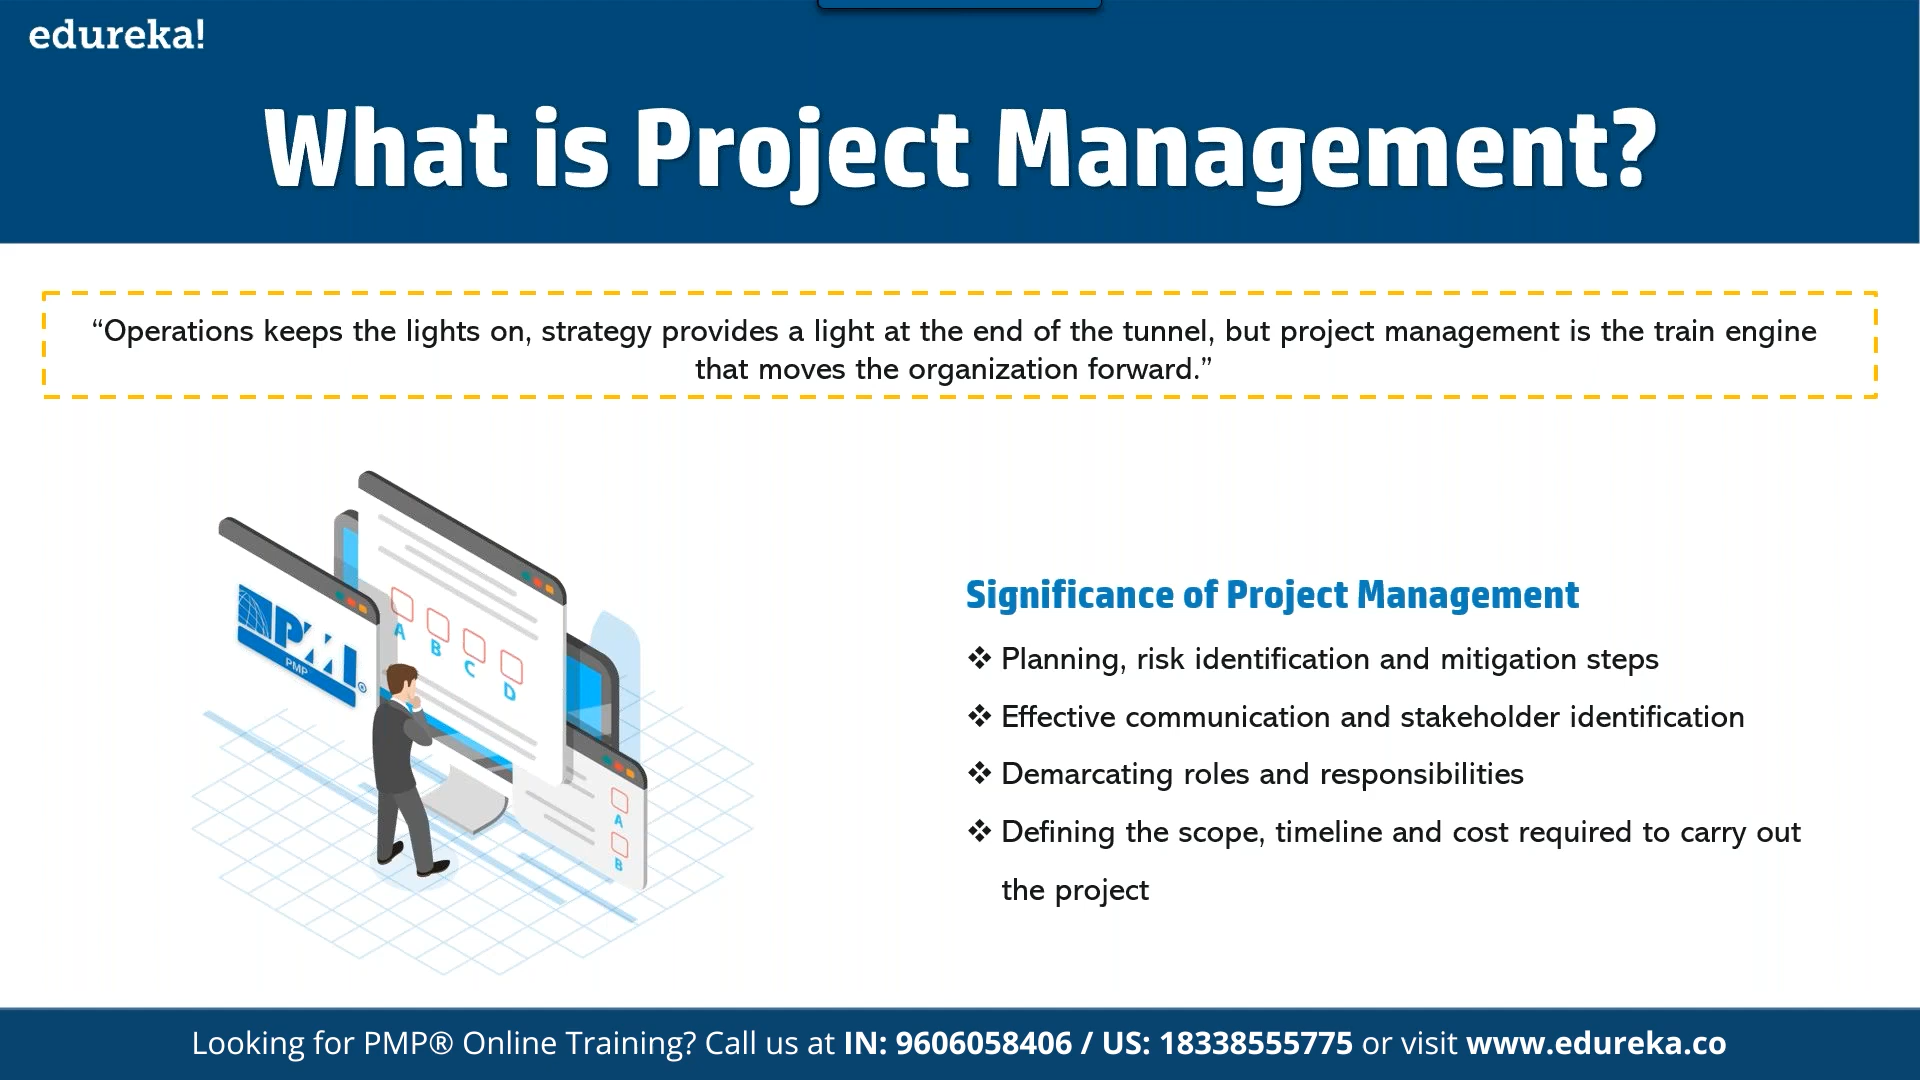 edureka!
What is Project Management?
“Operations keeps the lights on, strategy provides a light at the end of the tunnel, but project management is the train engine
that moves the organization forward.”
PMI
PMP
®
A
B
C
D
A
B
Significance of Project Management
❖ Planning, risk identification and mitigation steps
❖ Effective communication and stakeholder identification
❖ Demarcating roles and responsibilities
❖ Defining the scope, timeline and cost required to carry out
the project
Looking for PMP® Online Training? Call us at IN: 9606058406 / US: 18338555775 or visit www.edureka.co